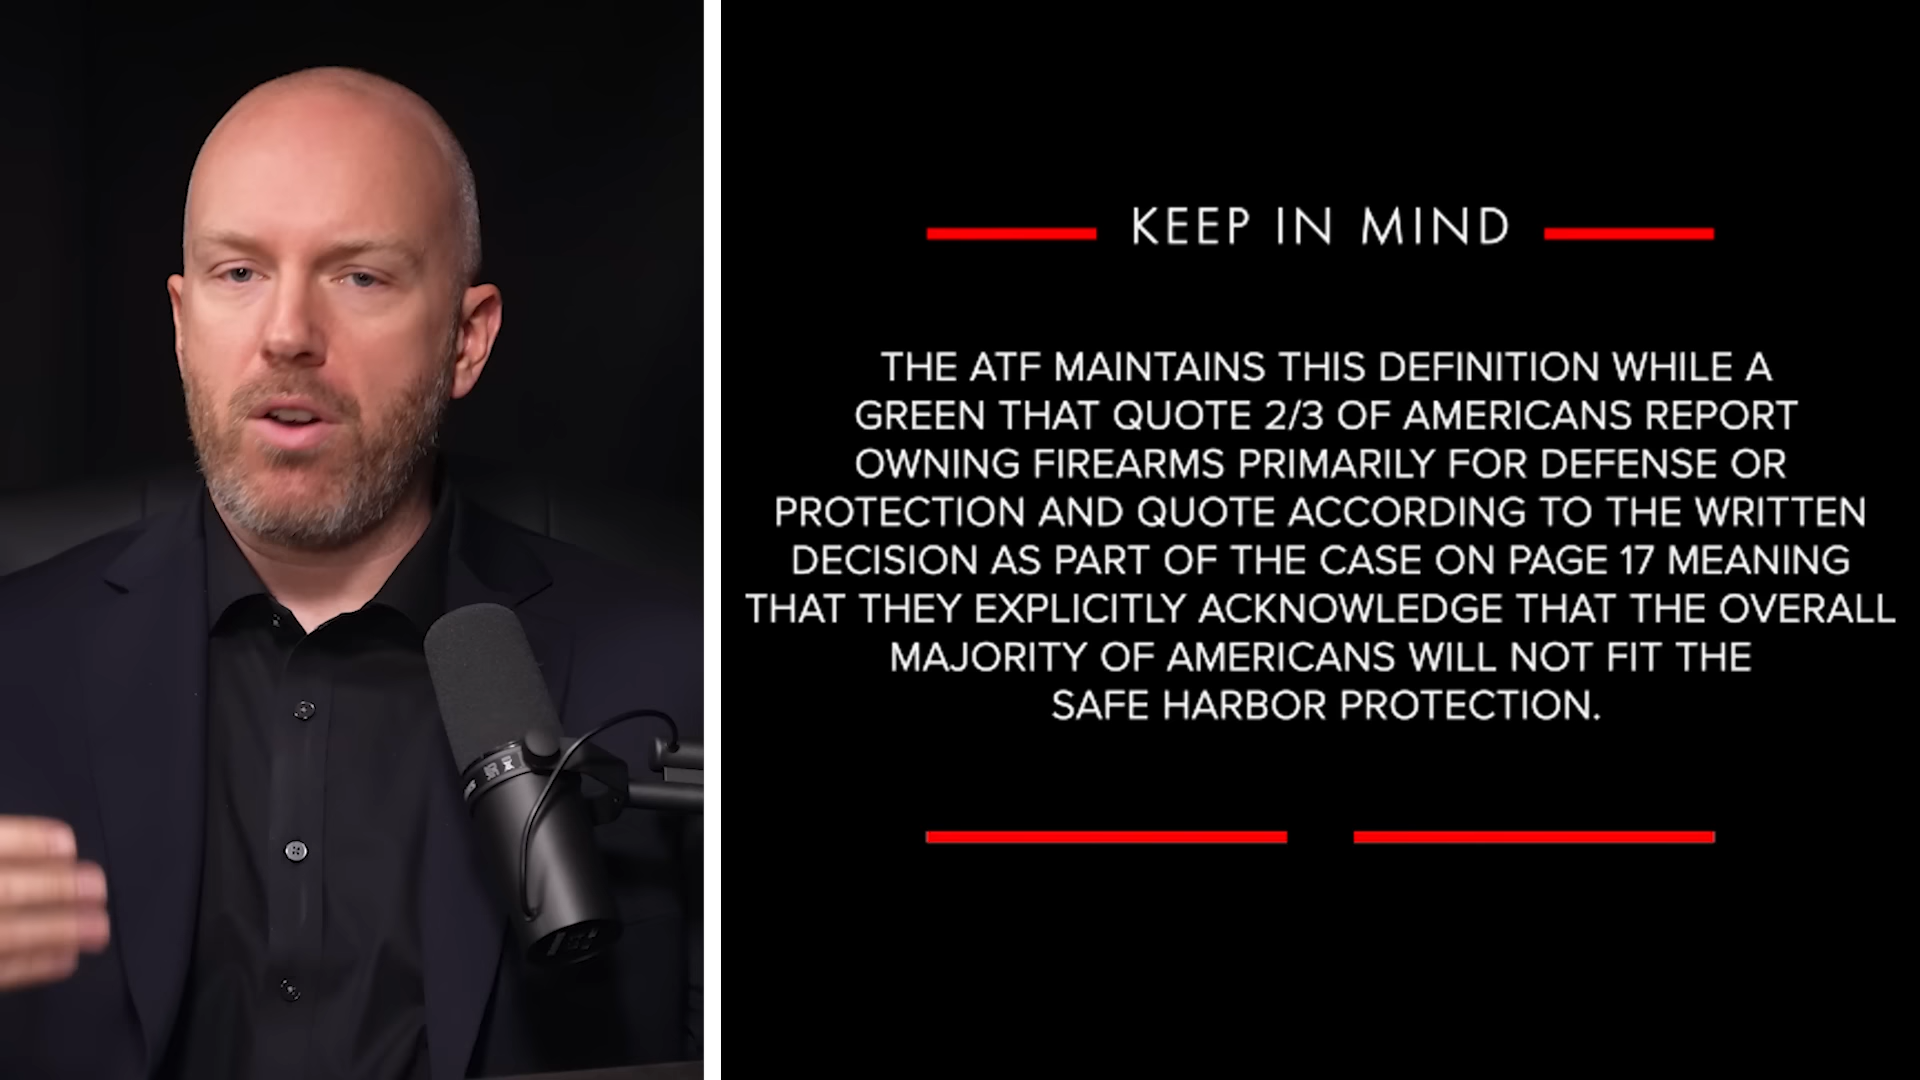 KEEP IN MIND
THE ATF MAINTAINS THIS DEFINITION WHILE A
GREEN THAT QUOTE 2/3 OF AMERICANS REPORT
OWNING FIREARMS PRIMARILY FOR DEFENSE OR
PROTECTION AND QUOTE ACCORDING TO THE WRITTEN
DECISION AS PART OF THE CASE ON PAGE 17 MEANING
THAT THEY EXPLICITLY ACKNOWLEDGE THAT THE OVERALL
MAJORITY OF AMERICANS WILL NOT FIT THE
SAFE HARBOR PROTECTION.